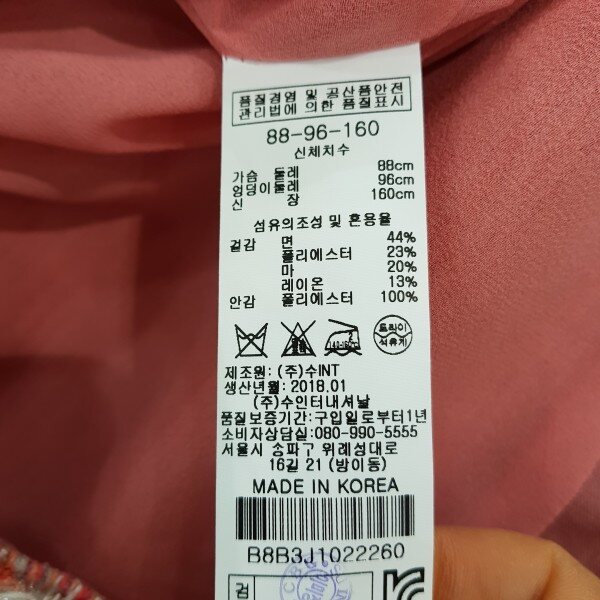 품질경영 및 공산품안전
관리법에 의한 품질표시
88-96-160
신체치수
가슴 둘레 88cm
엉덩이둘레 96cm
신 장 160cm
섬유의조성 및 혼용율
겉감 면 44%
폴리에스터 23%
마 20%
레이온 13%
안감 폴리에스터 100%
드라이
석유계
제조원: (주)수INT
생산년월: 2018.01
(주)수인터내셔날
품질보증기간: 구입일로부터1년
소비자상담실:080-990-5555
서울시 송파구 위례성대로
16길 21 (방이동)
MADE IN KOREA
B8B3J1022260
검